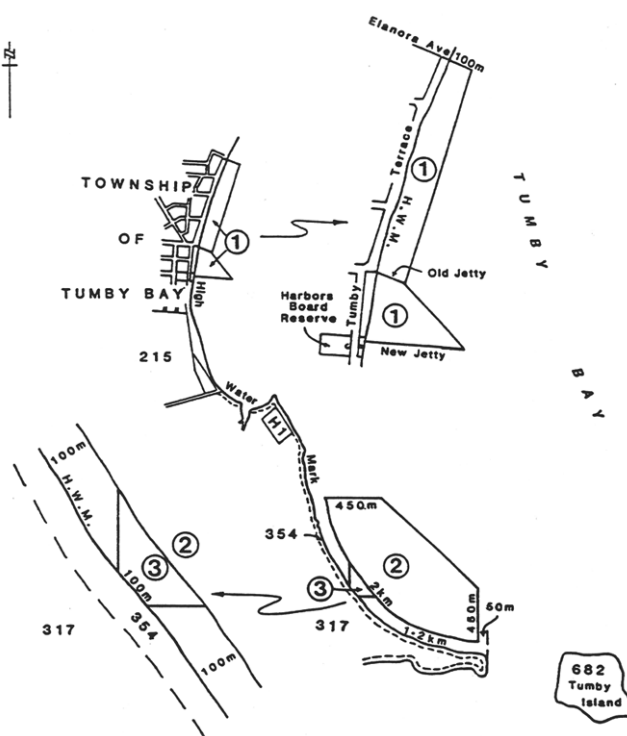 N
Elanora Ave
100m
Terrace
1
H.W.M.
TUMBY
BAY
TOWNSHIP
OF
TUMBY BAY
1
High
Old Jetty
Harbors
Board
Reserve
Tumby
1
New Jetty
215
Water
H1
Mark
100m
H.W.M.
2
3
100m
354
317
100m
450m
354
2
3
2km
317
1·2km
450m
50m
682
Tumby
Island